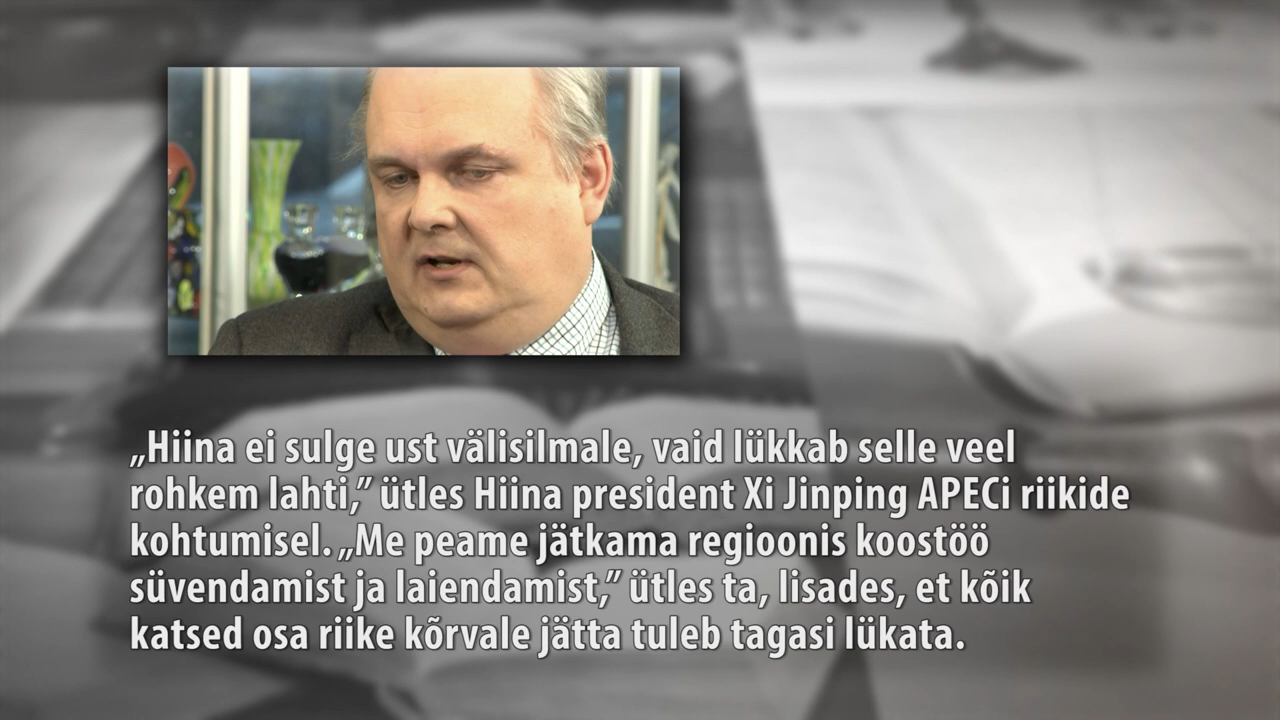 „Hiina ei sulge ust välisilmale, vaid lükkab selle veel
rohkem lahti,” ütles Hiina president Xi Jinping APECi riikide
kohtumisel. „Me peame jätkama regioonis koostöö
süvendamist ja laiendamist,” ütles ta, lisades, et kõik
katsed osa riike kõrvale jätta tuleb tagasi lükata.